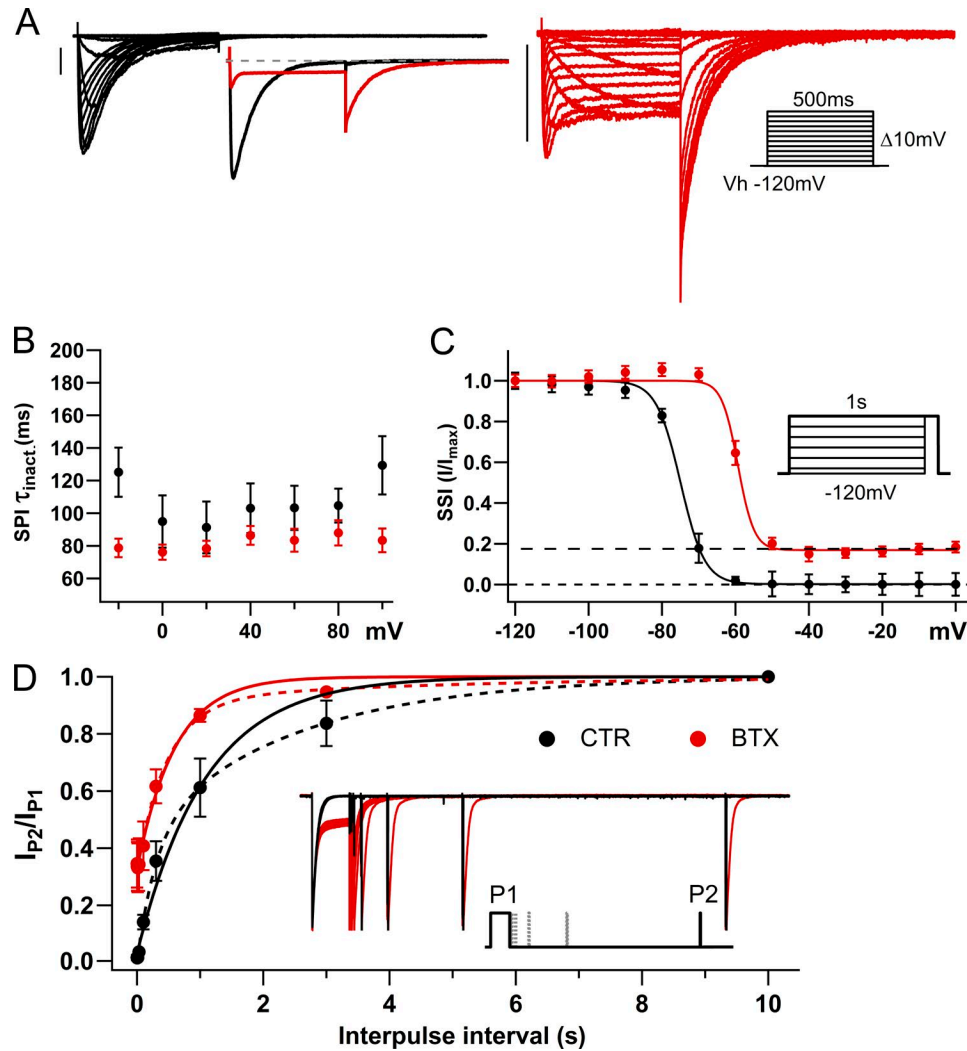 A
500ms
Δ10mV
Vh -120mV
B
200
180
160
140
120
100
80
60
SPI τinact.(ms)
0
40
80
mV
C
1.0
0.8
0.6
0.4
0.2
0.0
SSI (I/Imax)
1s
-120mV
-120
-100
-80
-60
-40
-20
mV
D
1.0
0.8
0.6
0.4
0.2
0.0
IP2/IP1
CTR
BTX
P1
P2
0
2
4
6
8
10
Interpulse interval (s)